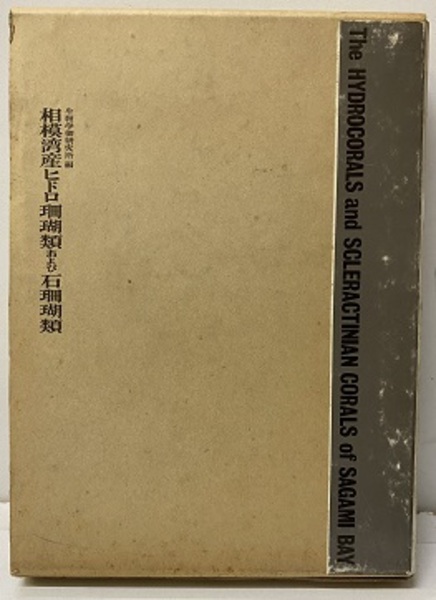 生物学御研究所編
相模湾産ヒドロ珊瑚類および石珊瑚類
The HYDROCORALS and SCLERACTINIAN CORALS of SAGAMI BAY